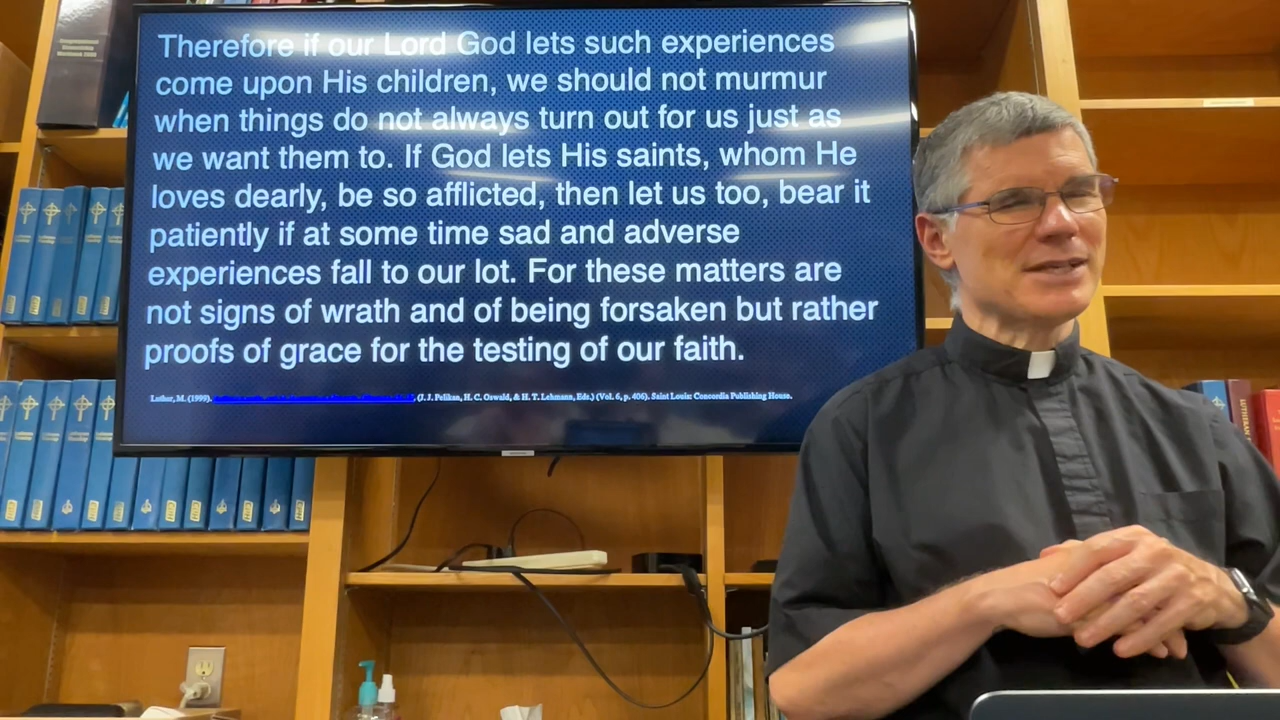 Therefore if our Lord God lets such experiences
come upon His children, we should not murmur
when things do not always turn out for us just as
we want them to. If God lets His saints, whom He
loves dearly, be so afflicted, then let us too, bear it
patiently if at some time sad and adverse
experiences fall to our lot. For these matters are
not signs of wrath and of being forsaken but rather
proofs of grace for the testing of our faith.
Luther, M. (1999). , (J. J. Pelikan, H. C. Oswald, & H. T. Lehmann, Eds.) (Vol. 6, p. 406). Saint Louis: Concordia Publishing House.